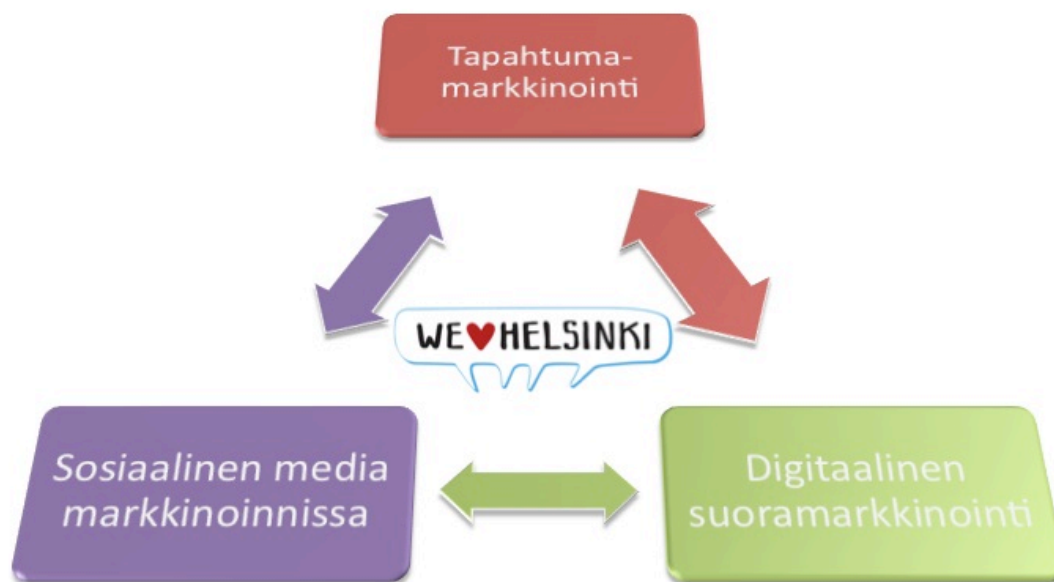 Tapahtuma-
markkinointi
WE♥HELSINKI
Sosiaalinen media
markkinoinnissa
Digitaalinen
suoramarkkinointi